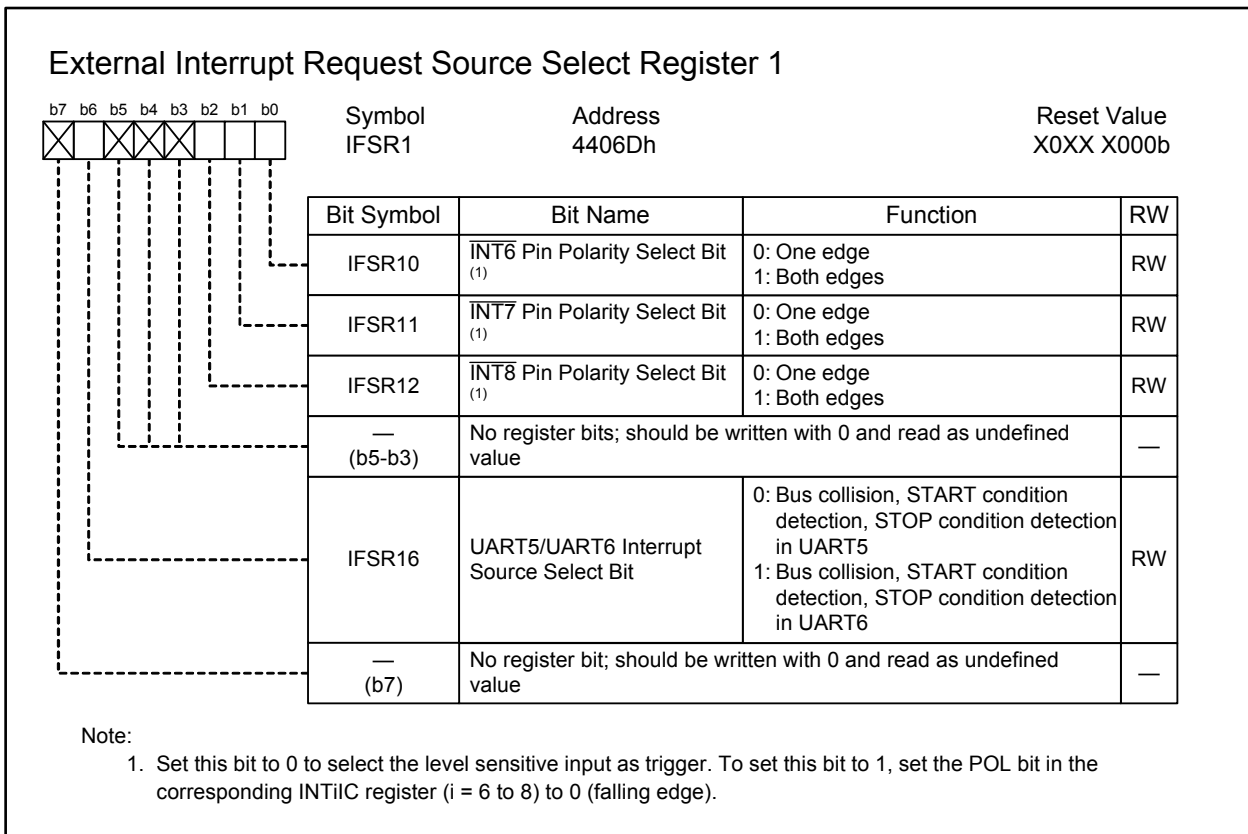 External Interrupt Request Source Select Register 1
b7 b6 b5 b4 b3 b2 b1 b0
Symbol Address Reset Value
IFSR1 4406Dh X0XX X000b
Bit Symbol Bit Name Function RW
IFSR10 INT6 Pin Polarity Select Bit (1) 0: One edge RW
1: Both edges
IFSR11 INT7 Pin Polarity Select Bit (1) 0: One edge RW
1: Both edges
IFSR12 INT8 Pin Polarity Select Bit (1) 0: One edge RW
1: Both edges
— (b5-b3) No register bits; should be written with 0 and read as undefined —
value
IFSR16 UART5/UART6 Interrupt
Source Select Bit
0: Bus collision, START condition
detection, STOP condition detection
in UART5
1: Bus collision, START condition
detection, STOP condition detection
in UART6
RW
— (b7) No register bit; should be written with 0 and read as undefined —
value
Note:
1. Set this bit to 0 to select the level sensitive input as trigger. To set this bit to 1, set the POL bit in the
corresponding INTiIC register (i = 6 to 8) to 0 (falling edge).